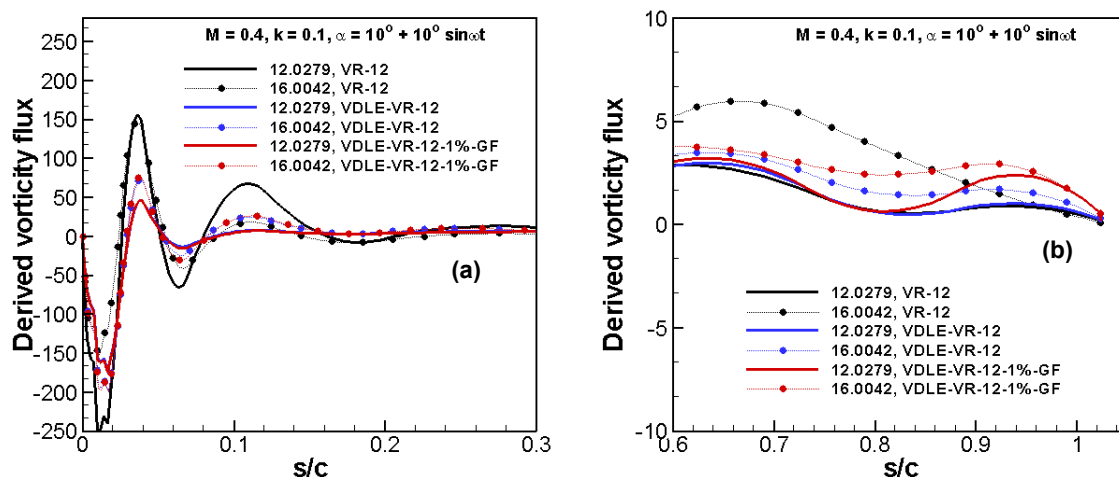 M = 0.4, k = 0.1, α = 10° + 10° sinωt
250
200
150
100
50
0
-50
-100
-150
-200
-250
Derived vorticity flux
12.0279, VR-12
16.0042, VR-12
12.0279, VDLE-VR-12
16.0042, VDLE-VR-12
12.0279, VDLE-VR-12-1%-GF
16.0042, VDLE-VR-12-1%-GF
(a)
0 0.1 0.2 0.3
s/c
M = 0.4, k = 0.1, α = 10° + 10° sinωt
10
5
0
-5
-10
Derived vorticity flux
(b)
12.0279, VR-12
16.0042, VR-12
12.0279, VDLE-VR-12
16.0042, VDLE-VR-12
12.0279, VDLE-VR-12-1%-GF
16.0042, VDLE-VR-12-1%-GF
0.6 0.7 0.8 0.9 1
s/c